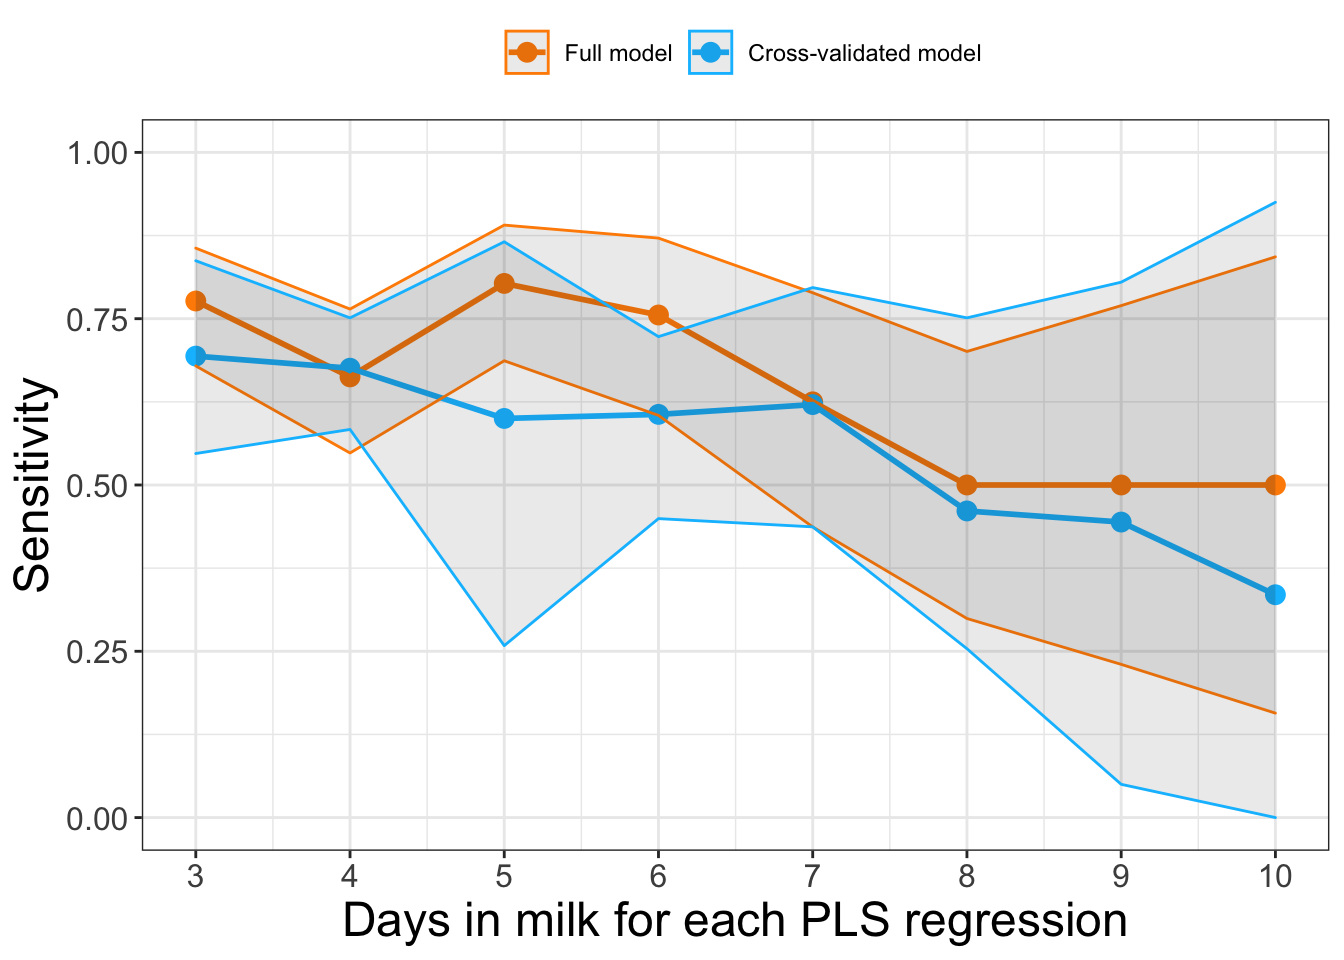 Full model Cross-validated model
1.00
0.75
0.50
0.25
0.00
Sensitivity
3 4 5 6 7 8 9 10
Days in milk for each PLS regression